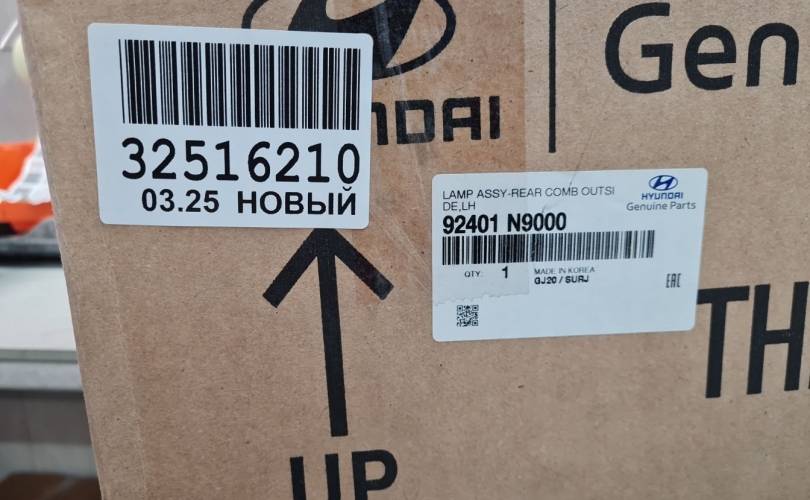 32516210
03.25 НОВЫЙ
HYUNDAI
Gen
LAMP ASSY-REAR COMB OUTSI
DE,LH
92401 N9000
HYUNDAI
Genuine Parts
QTY: 1
MADE IN KOREA
GJ20 / SURJ
EAC
UP
TH